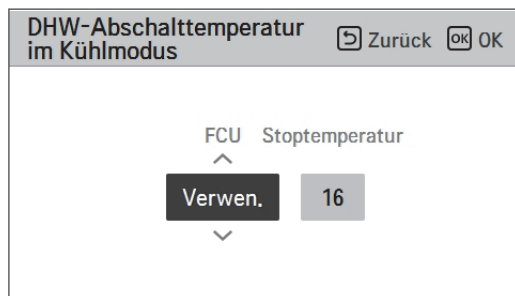 DHW-Abschalttemperatur
im Kühlmodus
Zurück OK OK
FCU Stoptemperatur
Verwen. 16